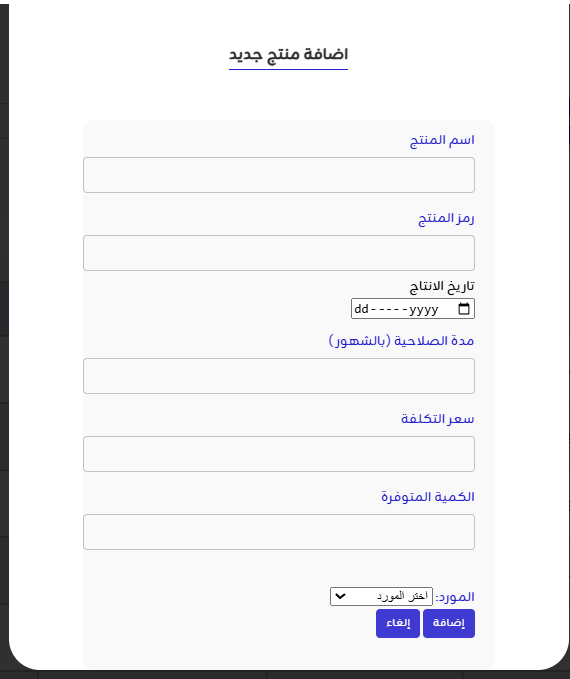 اضافة منتج جديد
اسم المنتج
رمز المنتج
تاريخ الانتاج
dd-----yyyy
مدة الصلاحية (بالشهور)
سعر التكلفة
الكمية المتوفرة
المورد: اختر المورد
إضافة إلغاء